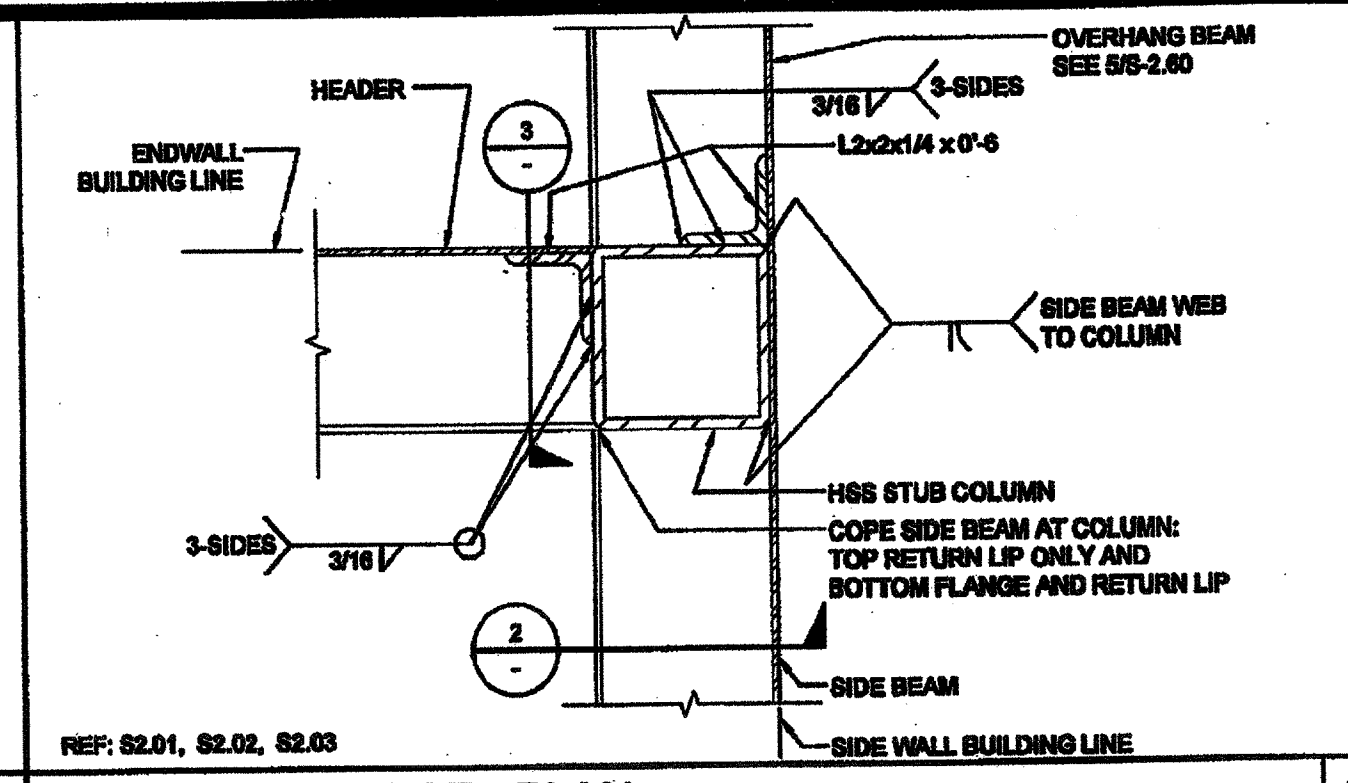 OVERHANG BEAM
SEE 5/S-2.60
HEADER
3/16
3-SIDES
3
-
L2x2x1/4 x 0'-6
ENDWALL
BUILDING LINE
SIDE BEAM WEB
TO COLUMN
HSS STUB COLUMN
COPE SIDE BEAM AT COLUMN:
TOP RETURN LIP ONLY AND
BOTTOM FLANGE AND RETURN LIP
3-SIDES
3/16
2
-
SIDE BEAM
SIDE WALL BUILDING LINE
REF: S2.01, S2.02, S2.03